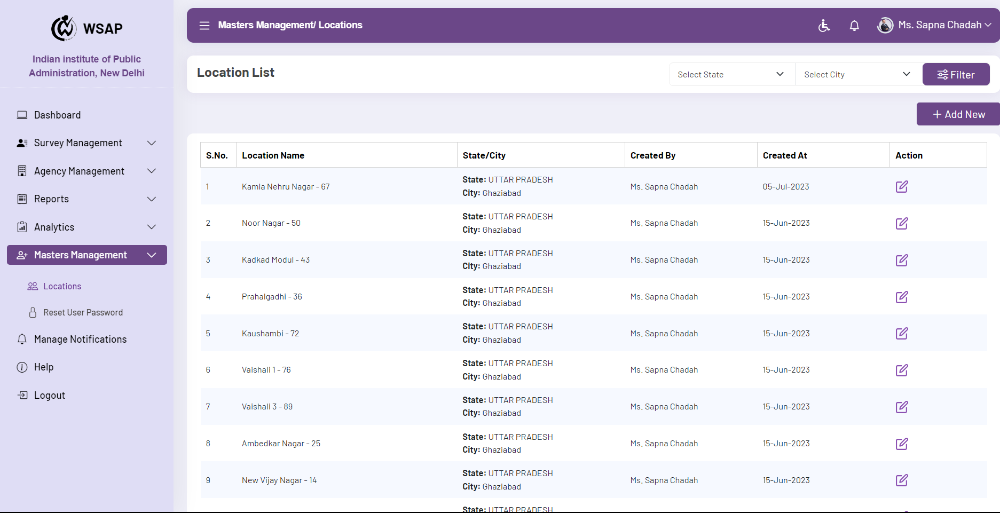 WSAP
Indian institute of Public
Administration, New Delhi
Dashboard
Survey Management
Agency Management
Reports
Analytics
Masters Management
Locations
Reset User Password
Manage Notifications
Help
Logout
Masters Management/ Locations
Ms. Sapna Chadah
Location List
Select State
Select City
Filter
+ Add New
S.No. Location Name State/City Created By Created At Action
1 Kamla Nehru Nagar - 67 State: UTTAR PRADESH Ms. Sapna Chadah 05-Jul-2023
City: Ghaziabad
2 Noor Nagar - 50 State: UTTAR PRADESH Ms. Sapna Chadah 15-Jun-2023
City: Ghaziabad
3 Kadkad Modul - 43 State: UTTAR PRADESH Ms. Sapna Chadah 15-Jun-2023
City: Ghaziabad
4 Prahalgadhi - 36 State: UTTAR PRADESH Ms. Sapna Chadah 15-Jun-2023
City: Ghaziabad
5 Kaushambi - 72 State: UTTAR PRADESH Ms. Sapna Chadah 15-Jun-2023
City: Ghaziabad
6 Vaishali 1 - 76 State: UTTAR PRADESH Ms. Sapna Chadah 15-Jun-2023
City: Ghaziabad
7 Vaishali 3 - 89 State: UTTAR PRADESH Ms. Sapna Chadah 15-Jun-2023
City: Ghaziabad
8 Ambedkar Nagar - 25 State: UTTAR PRADESH Ms. Sapna Chadah 15-Jun-2023
City: Ghaziabad
9 New Vijay Nagar - 14 State: UTTAR PRADESH Ms. Sapna Chadah 15-Jun-2023
City: Ghaziabad
State: UTTAR PRADESH